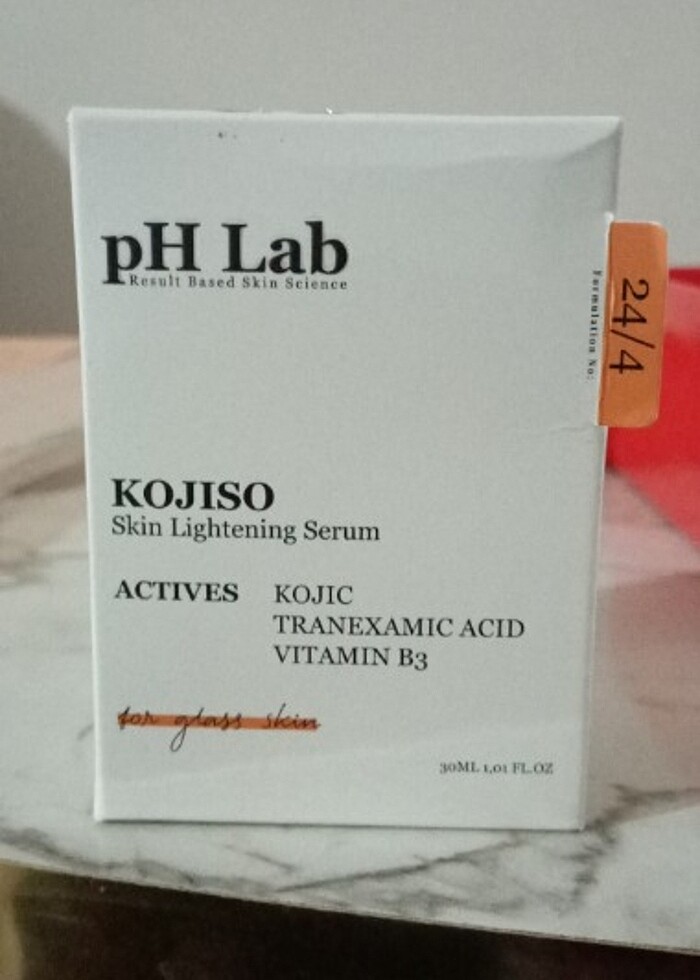 pH Lab
Result Based Skin Science
Formulation No:
24/4
KOJISO
Skin Lightening Serum
ACTIVES KOJIC
TRANEXAMIC ACID
VITAMIN B3
for glass skin
30ML 1,01 FL.OZ